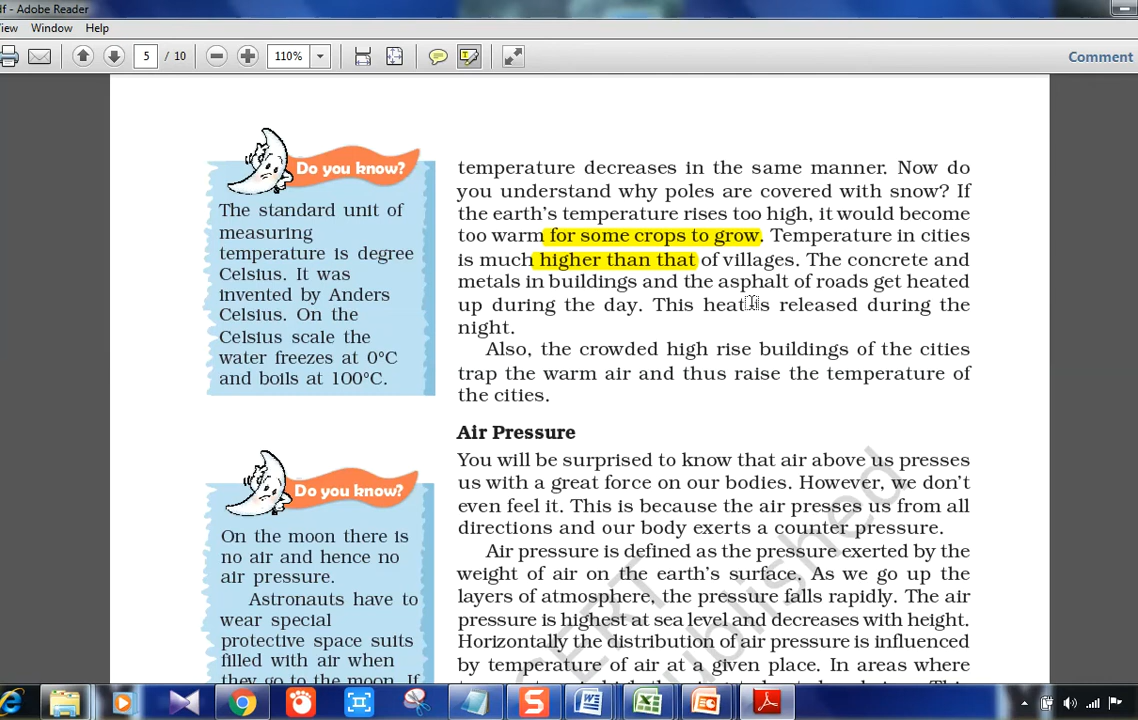 df - Adobe Reader
iew Window Help
5 / 10 110% Comment
Do you know?
The standard unit of
measuring
temperature is degree
Celsius. It was
invented by Anders
Celsius. On the
Celsius scale the
water freezes at 0°C
and boils at 100°C.
temperature decreases in the same manner. Now do
you understand why poles are covered with snow? If
the earth's temperature rises too high, it would become
too warm for some crops to grow. Temperature in cities
is much higher than that of villages. The concrete and
metals in buildings and the asphalt of roads get heated
up during the day. This heat is released during the
night.
Also, the crowded high rise buildings of the cities
trap the warm air and thus raise the temperature of
the cities.
Do you know?
On the moon there is
no air and hence no
air pressure.
Astronauts have to
wear special
protective space suits
filled with air when
they go to the moon. If
Air Pressure
You will be surprised to know that air above us presses
us with a great force on our bodies. However, we don't
even feel it. This is because the air presses us from all
directions and our body exerts a counter pressure.
Air pressure is defined as the pressure exerted by the
weight of air on the earth's surface. As we go up the
layers of atmosphere, the pressure falls rapidly. The air
pressure is highest at sea level and decreases with height.
Horizontally the distribution of air pressure is influenced
by temperature of air at a given place. In areas where
CERT
ublished